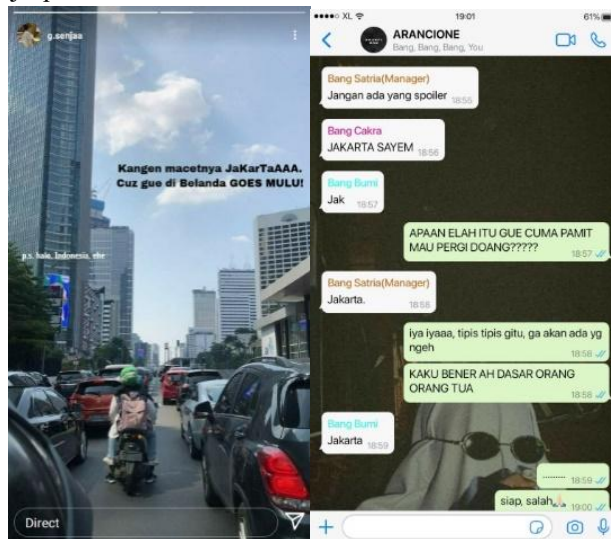 g.senjaa
Kangen macetnya JaKarTaAAA.
Cuz gue di Belanda GOES MULU!
p.s. halo, Indonesia, ehe
Direct
XL
19:01
61%
ARANCIONE
Bang, Bang, Bang, You
Bang Satria(Manager)
Jangan ada yang spoiler 18:55
Bang Cakra
JAKARTA SAYEM 18:56
Bang Bumi
Jak 18:57
APAAN ELAH ITU GUE CUMA PAMIT
MAU PERGI DOANG?????
18:57
Bang Satria(Manager)
Jakarta. 18:58
iya iyaaa, tipis tipis gitu, ga akan ada yg
ngeh
18:58
KAKU BENER AH DASAR ORANG
ORANG TUA
18:58
Bang Bumi
Jakarta 18:59
......... 18:59
siap, salah🙏🏻 19:00